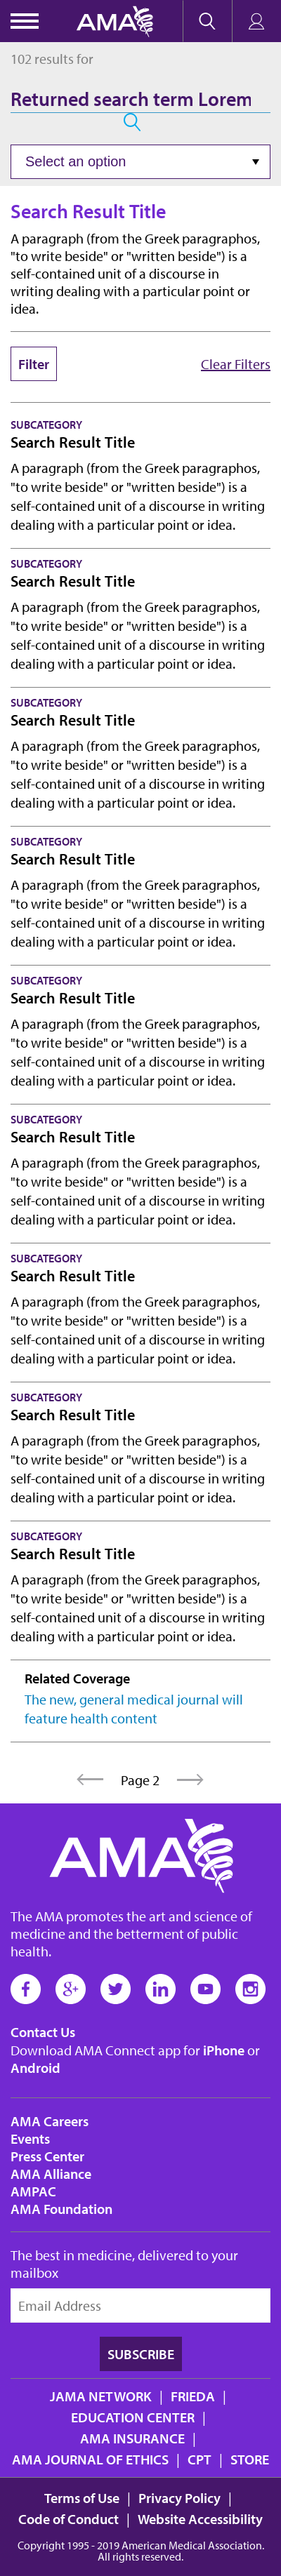 AMA
102 results for
Returned search term Lorem
Select an option
Search Result Title
A paragraph (from the Greek paragraphos,
"to write beside" or "written beside") is a
self-contained unit of a discourse in
writing dealing with a particular point or
idea.
Filter
Clear Filters
SUBCATEGORY
Search Result Title
A paragraph (from the Greek paragraphos,
"to write beside" or "written beside") is a
self-contained unit of a discourse in writing
dealing with a particular point or idea.
SUBCATEGORY
Search Result Title
A paragraph (from the Greek paragraphos,
"to write beside" or "written beside") is a
self-contained unit of a discourse in writing
dealing with a particular point or idea.
SUBCATEGORY
Search Result Title
A paragraph (from the Greek paragraphos,
"to write beside" or "written beside") is a
self-contained unit of a discourse in writing
dealing with a particular point or idea.
SUBCATEGORY
Search Result Title
A paragraph (from the Greek paragraphos,
"to write beside" or "written beside") is a
self-contained unit of a discourse in writing
dealing with a particular point or idea.
SUBCATEGORY
Search Result Title
A paragraph (from the Greek paragraphos,
"to write beside" or "written beside") is a
self-contained unit of a discourse in writing
dealing with a particular point or idea.
SUBCATEGORY
Search Result Title
A paragraph (from the Greek paragraphos,
"to write beside" or "written beside") is a
self-contained unit of a discourse in writing
dealing with a particular point or idea.
SUBCATEGORY
Search Result Title
A paragraph (from the Greek paragraphos,
"to write beside" or "written beside") is a
self-contained unit of a discourse in writing
dealing with a particular point or idea.
SUBCATEGORY
Search Result Title
A paragraph (from the Greek paragraphos,
"to write beside" or "written beside") is a
self-contained unit of a discourse in writing
dealing with a particular point or idea.
SUBCATEGORY
Search Result Title
A paragraph (from the Greek paragraphos,
"to write beside" or "written beside") is a
self-contained unit of a discourse in writing
dealing with a particular point or idea.
Related Coverage
The new, general medical journal will
feature health content
Page 2
AMA
The AMA promotes the art and science of
medicine and the betterment of public
health.
Contact Us
Download AMA Connect app for iPhone or
Android
AMA Careers
Events
Press Center
AMA Alliance
AMPAC
AMA Foundation
The best in medicine, delivered to your
mailbox
Email Address
SUBSCRIBE
JAMA NETWORK | FRIEDA |
EDUCATION CENTER |
AMA INSURANCE |
AMA JOURNAL OF ETHICS | CPT | STORE
Terms of Use | Privacy Policy |
Code of Conduct | Website Accessibility
Copyright 1995 - 2019 American Medical Association.
All rights reserved.